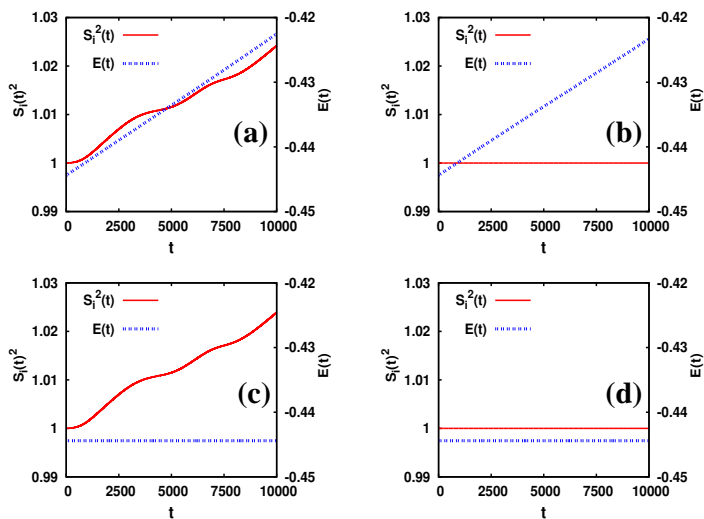 1.03
1.02
1.01
1
0.99
-0.42
-0.43
-0.44
-0.45
0 2500 5000 7500 10000
S_i(t)^2
E(t)
t
S_i^2(t)
E(t)
(a)
1.03
1.02
1.01
1
0.99
-0.42
-0.43
-0.44
-0.45
0 2500 5000 7500 10000
S_i(t)^2
E(t)
t
S_i^2(t)
E(t)
(b)
1.03
1.02
1.01
1
0.99
-0.42
-0.43
-0.44
-0.45
0 2500 5000 7500 10000
S_i(t)^2
E(t)
t
S_i^2(t)
E(t)
(c)
1.03
1.02
1.01
1
0.99
-0.42
-0.43
-0.44
-0.45
0 2500 5000 7500 10000
S_i(t)^2
E(t)
t
S_i^2(t)
E(t)
(d)